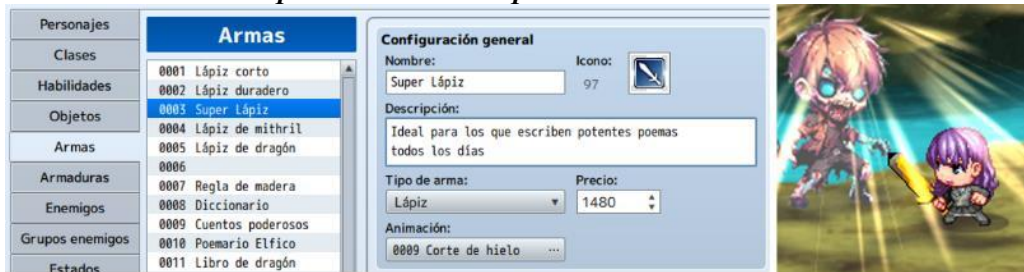 Personajes
Clases
Habilidades
Objetos
Armas
Armaduras
Enemigos
Grupos enemigos
Estados
Armas
0001 Lápiz corto
0002 Lápiz duradero
0003 Super Lápiz
0004 Lápiz de mithril
0005 Lápiz de dragón
0006
0007 Regla de madera
0008 Diccionario
0009 Cuentos poderosos
0010 Poemario Elfico
0011 Libro de dragón
Configuración general
Nombre: Icono:
Super Lápiz 97
Descripción:
Ideal para los que escriben potentes poemas
todos los días
Tipo de arma: Precio:
Lápiz 1480
Animación:
0009 Corte de hielo ...